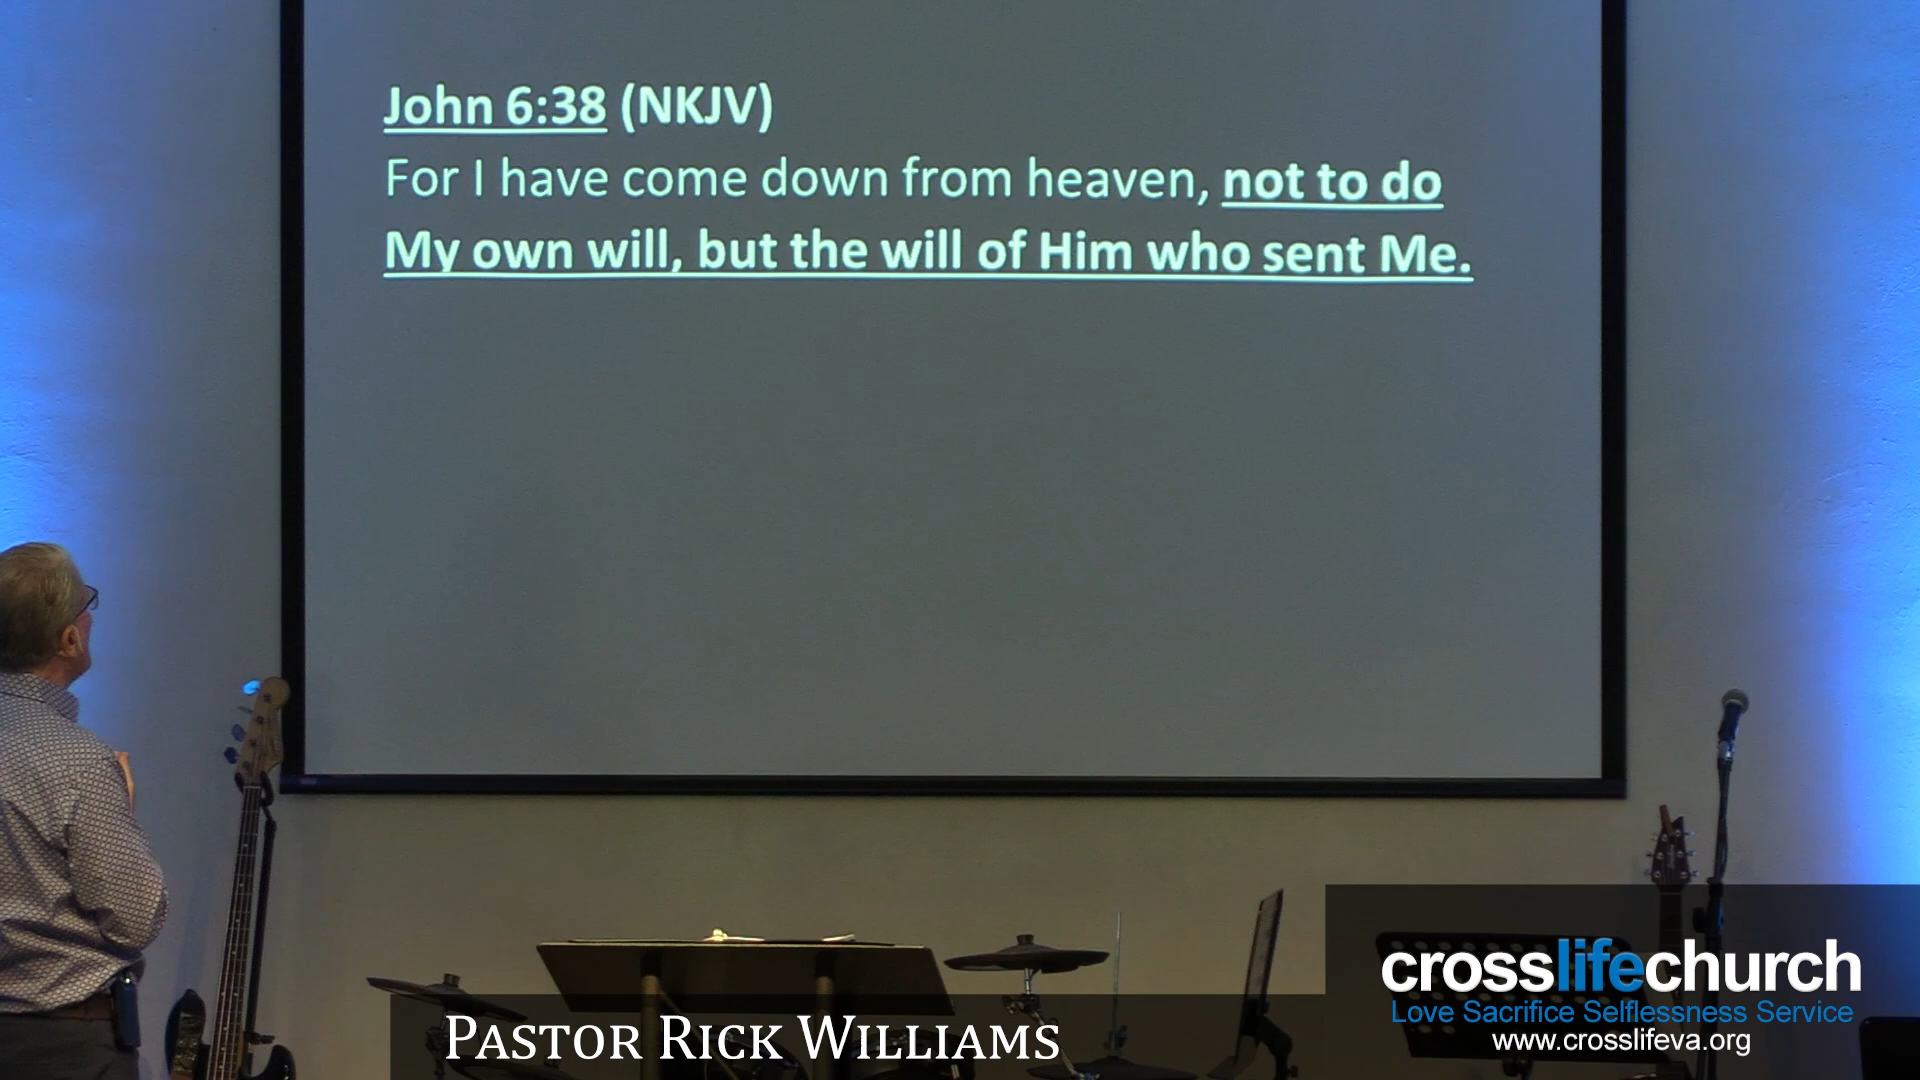 John 6:38 (NKJV)
For I have come down from heaven, not to do
My own will, but the will of Him who sent Me.
Pastor Rick Williams
crosslifechurch
Love Sacrifice Selflessness Service
www.crosslifeva.org